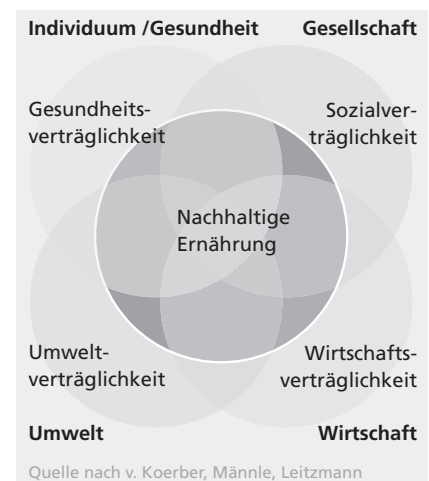 Individuum /Gesundheit
Gesellschaft
Gesundheits-
verträglichkeit
Sozialver-
träglichkeit
Nachhaltige
Ernährung
Umwelt-
verträglichkeit
Wirtschafts-
verträglichkeit
Umwelt
Wirtschaft
Quelle nach v. Koerber, Männle, Leitzmann